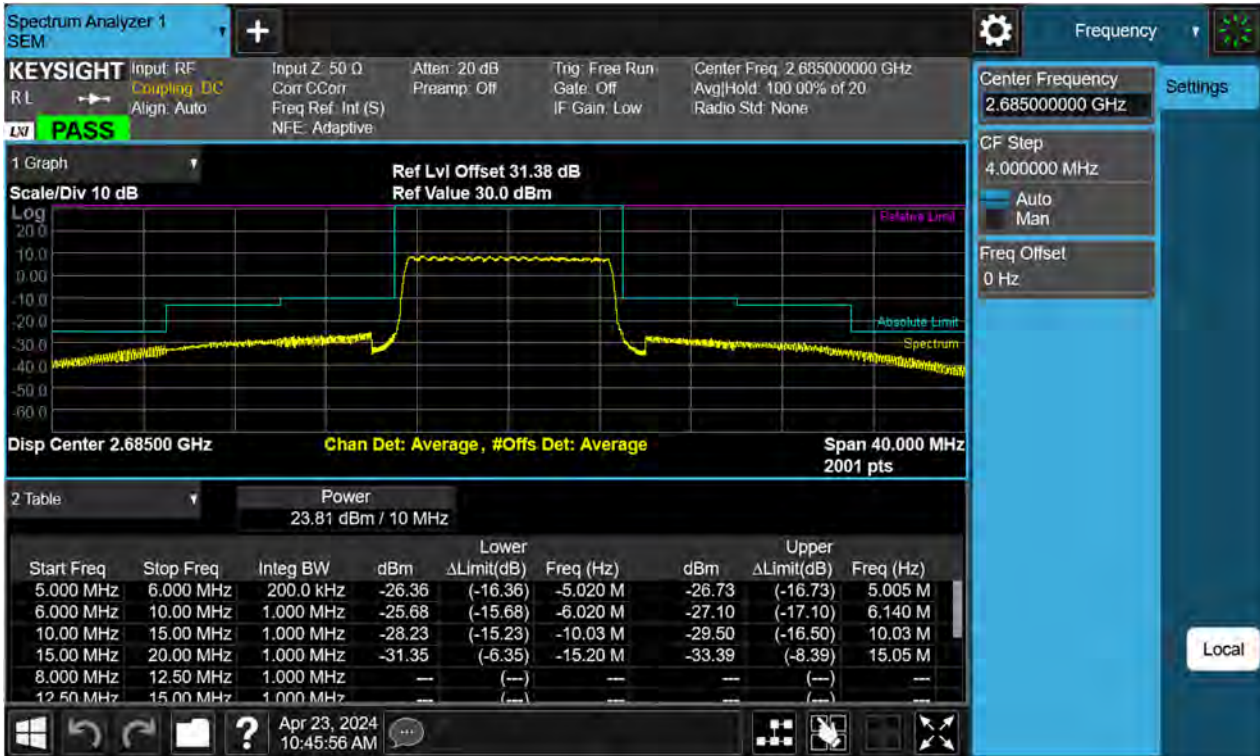 Spectrum Analyzer 1
SEM
Frequency
KEYSIGHT
R L
LXI
PASS
Input: RF
Coupling: DC
Align: Auto
Input Z: 50 Ω
Corr CCorr
Freq Ref: Int (S)
NFE: Adaptive
Atten: 20 dB
Preamp: Off
Trig: Free Run
Gate: Off
IF Gain: Low
Center Freq: 2.685000000 GHz
Avg|Hold: 100.00% of 20
Radio Std: None
Center Frequency
2.685000000 GHz
Settings
CF Step
4.000000 MHz
Auto
Man
Freq Offset
0 Hz
Local
1 Graph
Scale/Div 10 dB
Ref Lvl Offset 31.38 dB
Ref Value 30.0 dBm
Log
20.0
10.0
0.00
-10.0
-20.0
-30.0
-40.0
-50.0
-60.0
Relative Limit
Absolute Limit
Spectrum
Disp Center 2.68500 GHz Chan Det: Average, #Offs Det: Average Span 40.000 MHz
2001 pts
2 Table
Power
23.81 dBm / 10 MHz
Lower Upper
Start Freq Stop Freq Integ BW dBm ΔLimit(dB) Freq (Hz) dBm ΔLimit(dB) Freq (Hz)
5.000 MHz 6.000 MHz 200.0 kHz -26.36 (-16.36) -5.020 M -26.73 (-16.73) 5.005 M
6.000 MHz 10.00 MHz 1.000 MHz -25.68 (-15.68) -6.020 M -27.10 (-17.10) 6.140 M
10.00 MHz 15.00 MHz 1.000 MHz -28.23 (-15.23) -10.03 M -29.50 (-16.50) 10.03 M
15.00 MHz 20.00 MHz 1.000 MHz -31.35 (-6.35) -15.20 M -33.39 (-8.39) 15.05 M
8.000 MHz 12.50 MHz 1.000 MHz --- (---) --- --- (---) ---
12.50 MHz 15.00 MHz 1.000 MHz --- (---) --- --- (---) ---
Apr 23, 2024
10:45:56 AM